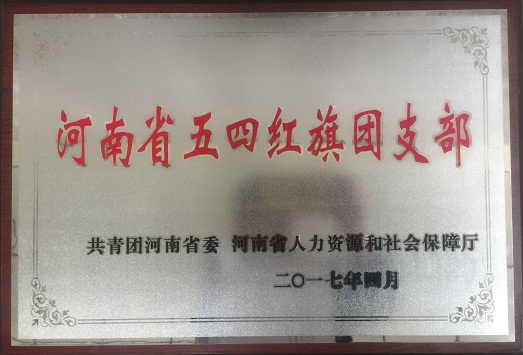 河南省五四红旗团支部
共青团河南省委 河南省人力资源和社会保障厅
二〇一七年四月